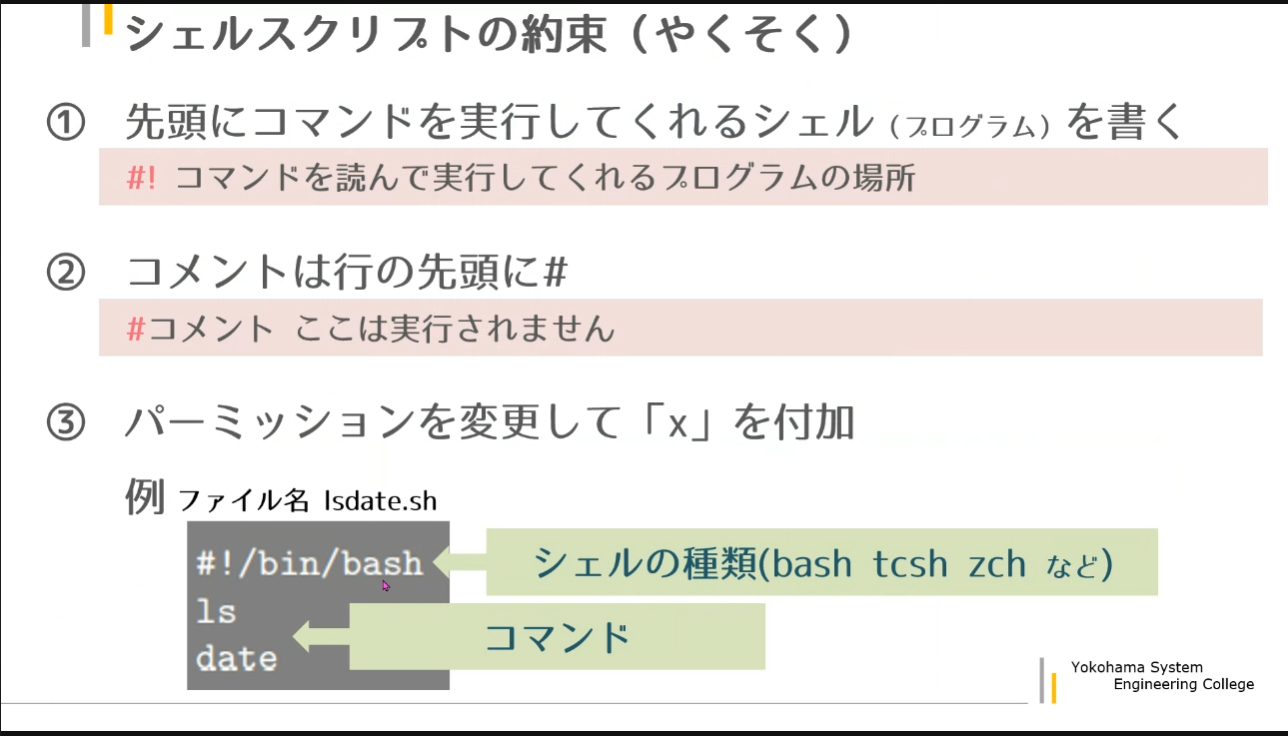 シェルスクリプトの約束（やくそく）
① 先頭にコマンドを実行してくれるシェル（プログラム）を書く
#! コマンドを読んで実行してくれるプログラムの場所
② コメントは行の先頭に#
#コメント ここは実行されません
③ パーミッションを変更して「x」を付加
例 ファイル名 lsdate.sh
#!/bin/bash
シェルの種類(bash tcsh zch など)
ls
コマンド
date
Yokohama System
Engineering College